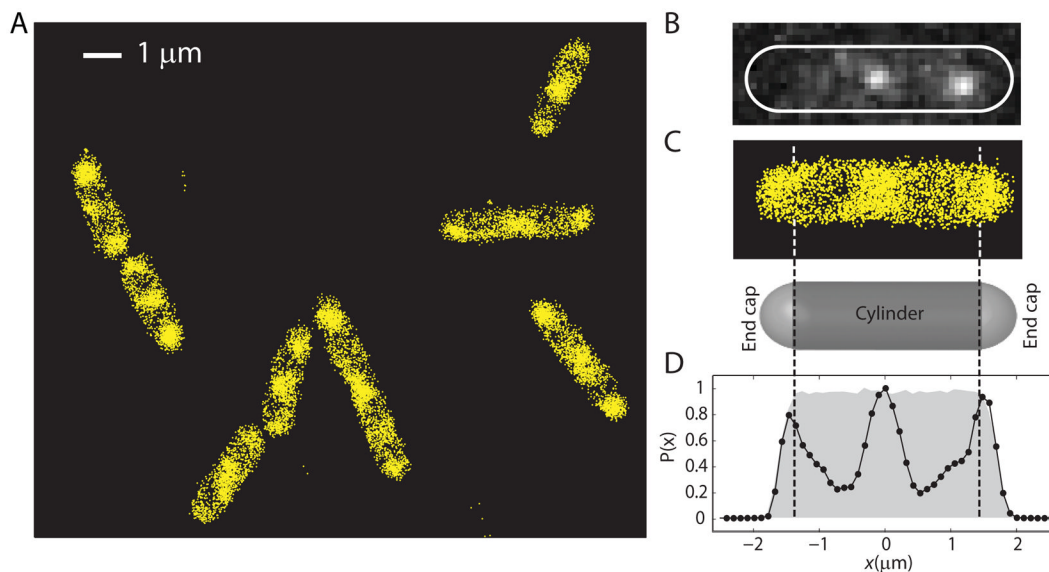 A
1 μm
B
C
End cap
Cylinder
End cap
D
P(x)
1
0.8
0.6
0.4
0.2
0
−2
−1
0
1
2
x(μm)